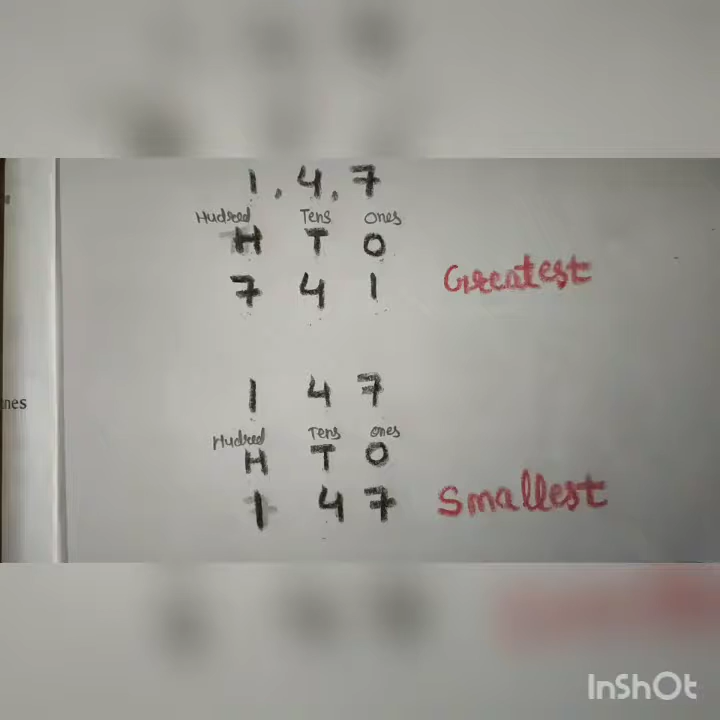 1, 4, 7
Hudred Tens Ones
H T O
7 4 1 Greatest
1 4 7
Hudred Tens ones
H T O
1 4 7 Smallest
nes
InShOt